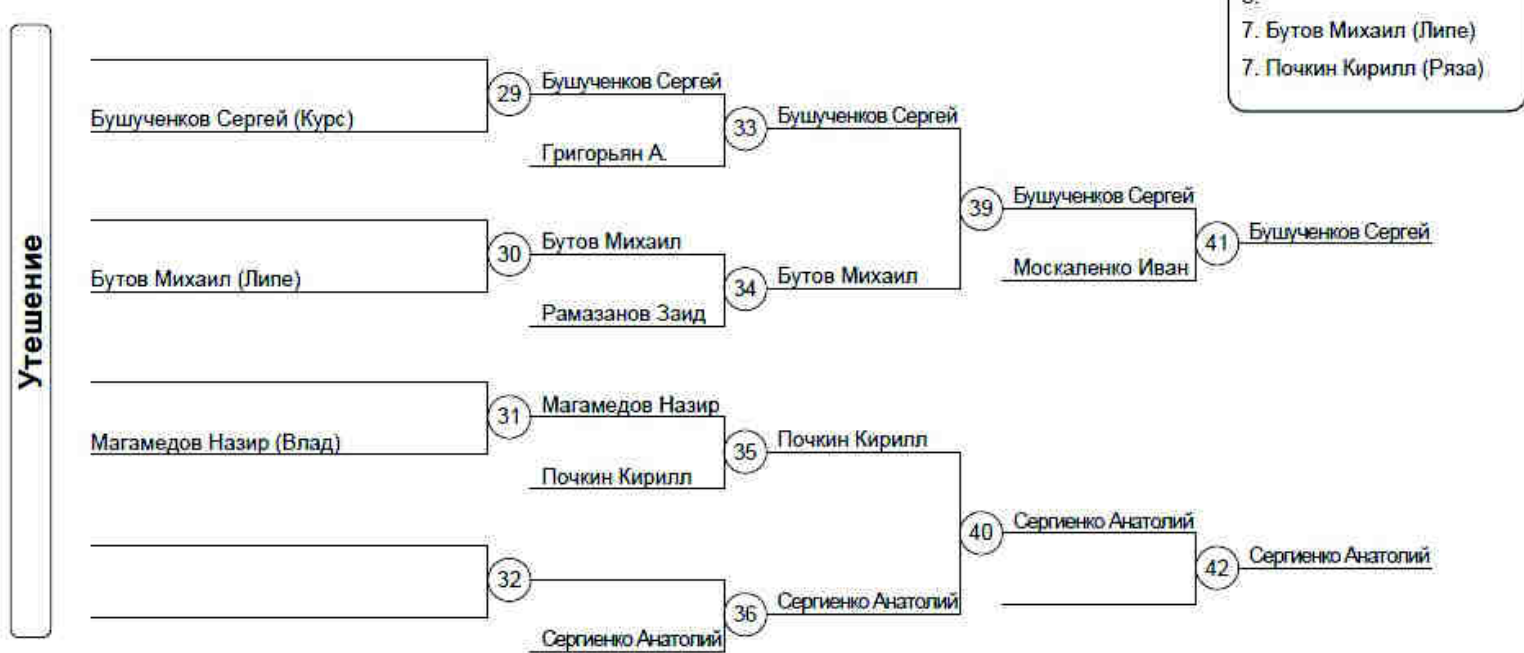 7. Бутов Михаил (Липе)
7. Почкин Кирилл (Ряза)
Утешение
Бушученков Сергей (Курс)
Бутов Михаил (Липе)
Магамедов Назир (Влад)
29
30
31
32
Бушученков Сергей
Григорьян А.
Бутов Михаил
Рамазанов Заид
Магамедов Назир
Почкин Кирилл
Сергиенко Анатолий
33
34
35
36
Бушученков Сергей
Бутов Михаил
Почкин Кирилл
Сергиенко Анатолий
39
40
Бушученков Сергей
Москаленко Иван
Сергиенко Анатолий
41
42
Бушученков Сергей
Сергиенко Анатолий